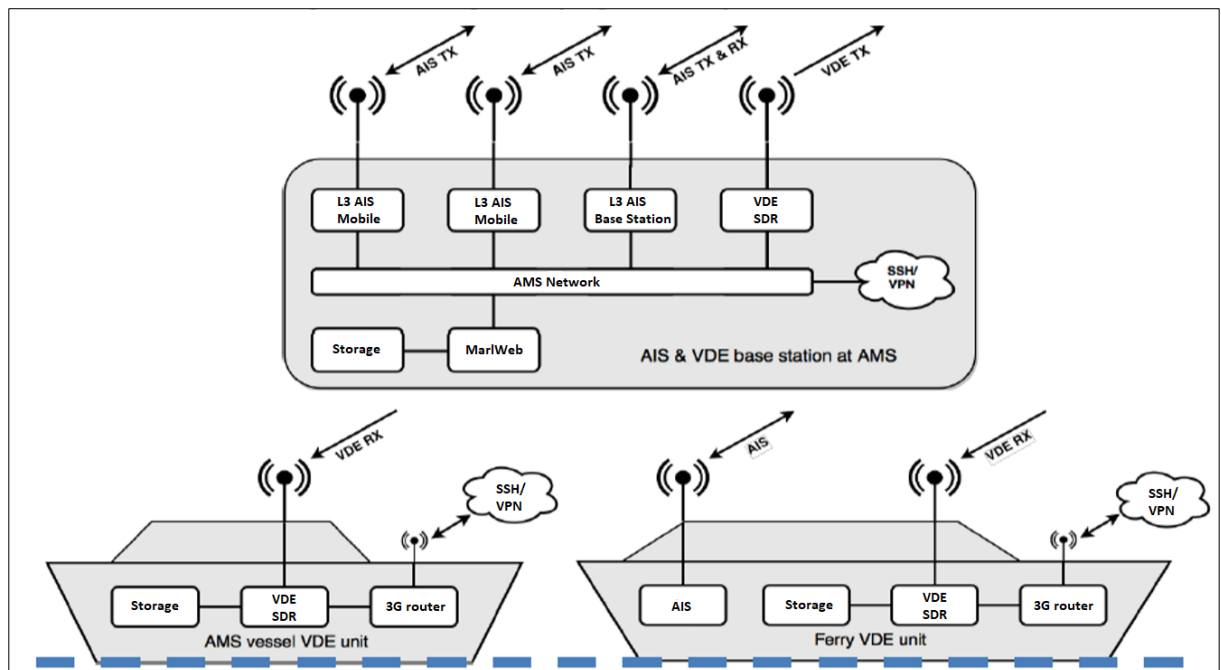 AIS TX
AIS TX
AIS TX & RX
VDE TX
L3 AIS
Mobile
L3 AIS
Mobile
L3 AIS
Base Station
VDE
SDR
AMS Network
SSH/
VPN
Storage
MarlWeb
AIS & VDE base station at AMS
VDE RX
SSH/
VPN
Storage
VDE
SDR
3G router
AMS vessel VDE unit
AIS
VDE RX
SSH/
VPN
AIS
Storage
VDE
SDR
3G router
Ferry VDE unit